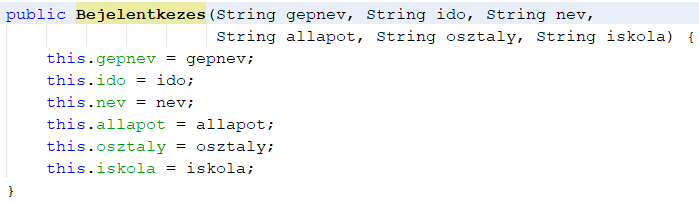 public Bejelentkezes(String gepnev, String ido, String nev,
String allapot, String osztaly, String iskola) {
this.gepnev = gepnev;
this.ido = ido;
this.nev = nev;
this.allapot = allapot;
this.osztaly = osztaly;
this.iskola = iskola;
}